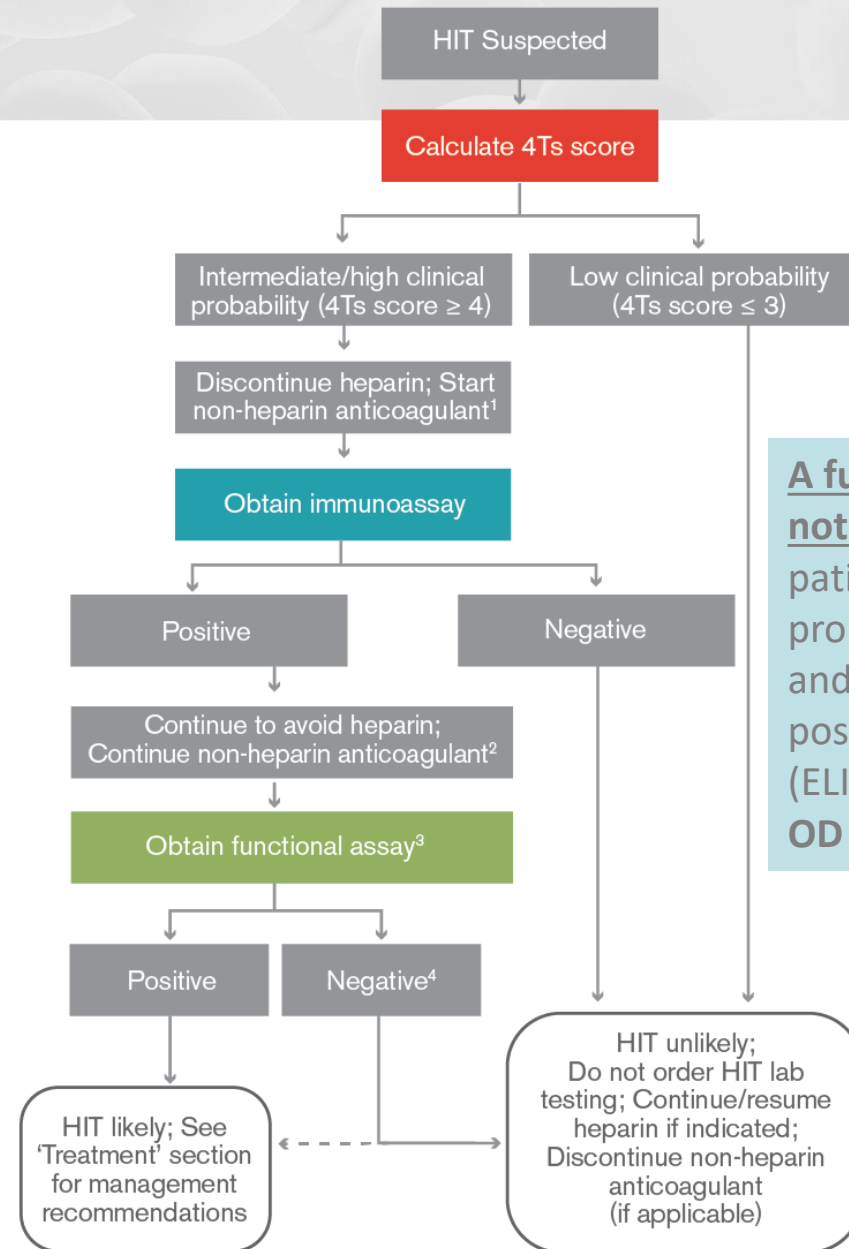 HIT Suspected
Calculate 4Ts score
Intermediate/high clinical
probability (4Ts score ≥ 4)
Low clinical probability
(4Ts score ≤ 3)
Discontinue heparin; Start
non-heparin anticoagulant¹
Obtain immunoassay
Positive
Negative
Continue to avoid heparin;
Continue non-heparin anticoagulant²
Obtain functional assay³
Positive
Negative⁴
HIT likely; See
'Treatment' section
for management
recommendations
HIT unlikely;
Do not order HIT lab
testing; Continue/resume
heparin if indicated;
Discontinue non-heparin
anticoagulant
(if applicable)
A
not
and
OD